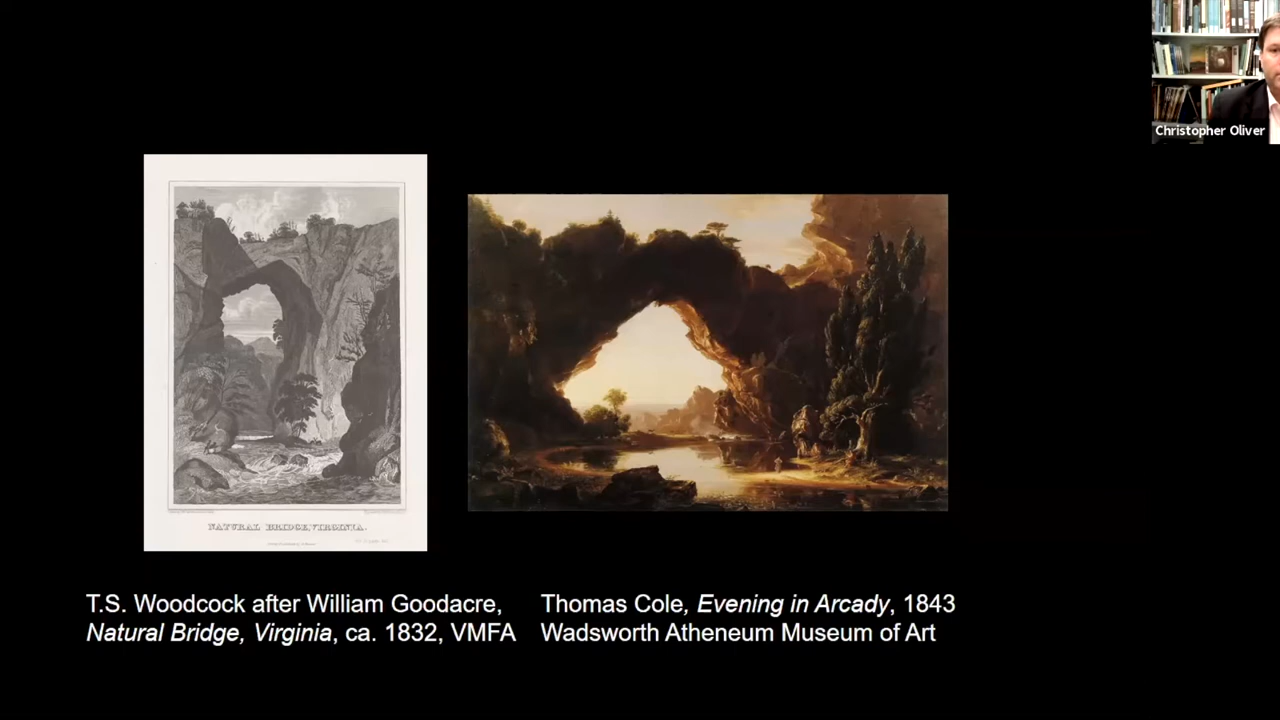 Christopher Oliver
NATURAL BRIDGE, VIRGINIA.
T.S. Woodcock after William Goodacre,
Natural Bridge, Virginia, ca. 1832, VMFA
Thomas Cole, Evening in Arcady, 1843
Wadsworth Atheneum Museum of Art